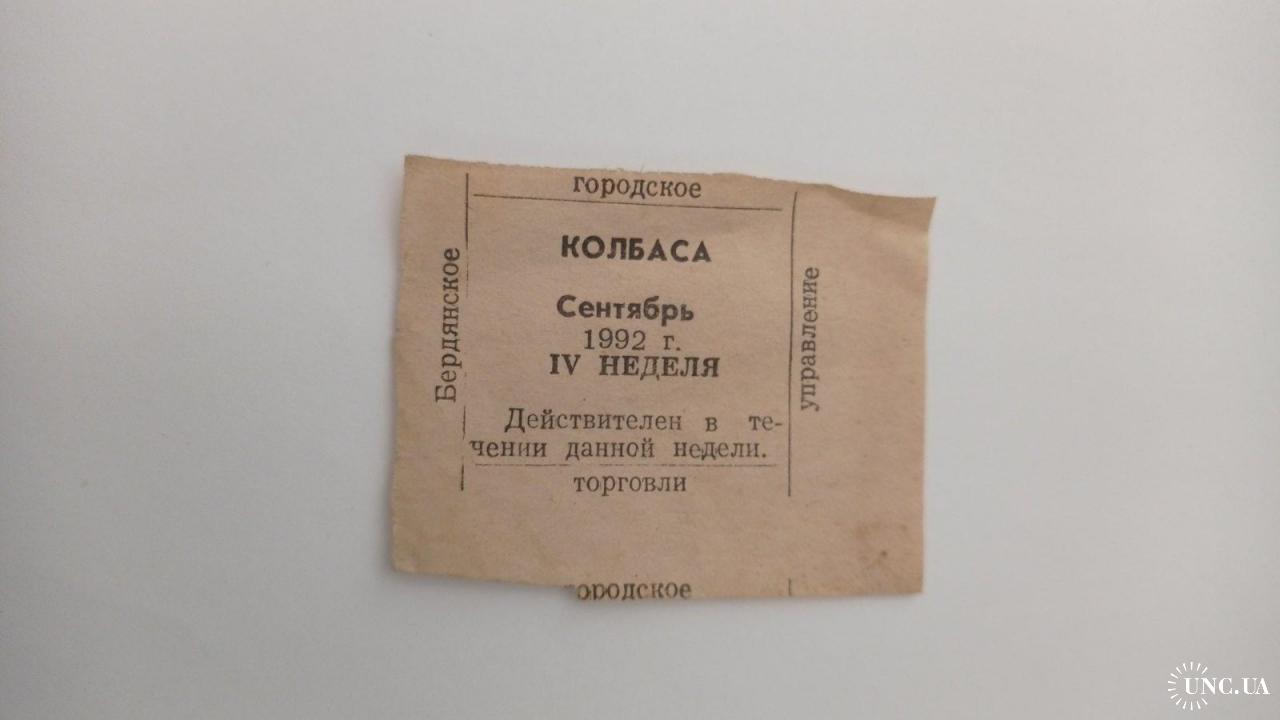 городское
Бердянское
КОЛБАСА
Сентябрь
1992 г.
IV НЕДЕЛЯ
Действителен в те-
чении данной недели.
управление
торговли
ородское
UNC.UA